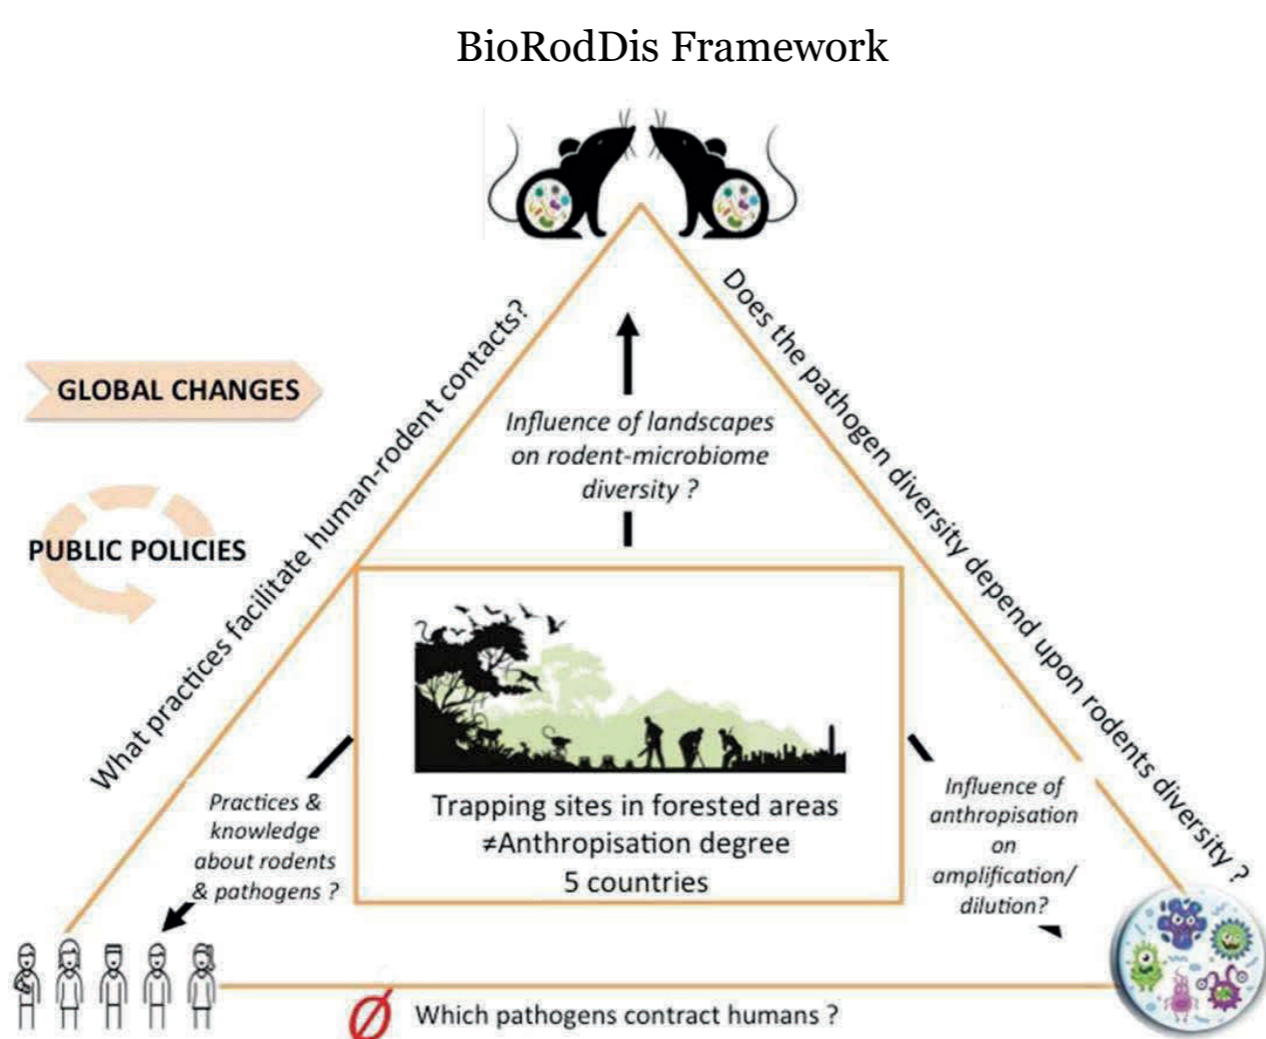 BioRodDis Framework
What practices facilitate human-rodent contacts?
Does the pathogen diversity depend upon rodents diversity ?
GLOBAL CHANGES
PUBLIC POLICIES
Influence of landscapes
on rodent-microbiome
diversity ?
Practices &
knowledge
about rodents
& pathogens ?
Trapping sites in forested areas
≠Anthropisation degree
5 countries
Influence of
anthropisation
on
amplification/
dilution?
Ø Which pathogens contract humans ?